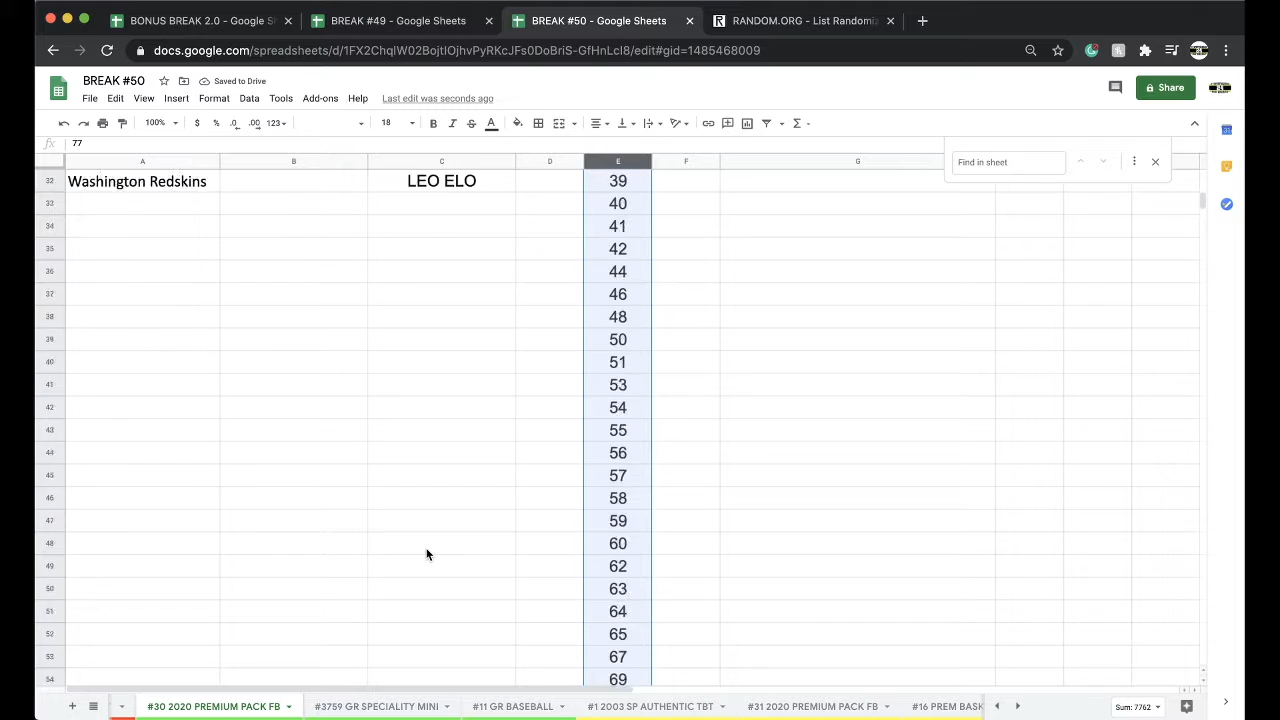 BONUS BREAK 2.0 - Google Sh
BREAK #49 - Google Sheets
BREAK #50 - Google Sheets
RANDOM.ORG - List Randomiz
docs.google.com/spreadsheets/d/1FX2ChqIW02BojtIOjhvPyRKcJFs0DoBriS-GfHnLcI8/edit#gid=1485468009
BREAK #50
Saved to Drive
File Edit View Insert Format Data Tools Add-ons Help Last edit was seconds ago
Share
100% $ % .0 .00 123 18
fx 77
Find in sheet
A B C D E F G
32 Washington Redskins LEO ELO 39
33 40
34 41
35 42
36 44
37 46
38 48
39 50
40 51
41 53
42 54
43 55
44 56
45 57
46 58
47 59
48 60
49 62
50 63
51 64
52 65
53 67
54 69
#30 2020 PREMIUM PACK FB #3759 GR SPECIALITY MINI #11 GR BASEBALL #1 2003 SP AUTHENTIC TBT #31 2020 PREMIUM PACK FB #16 PREM BASK
Sum: 7762